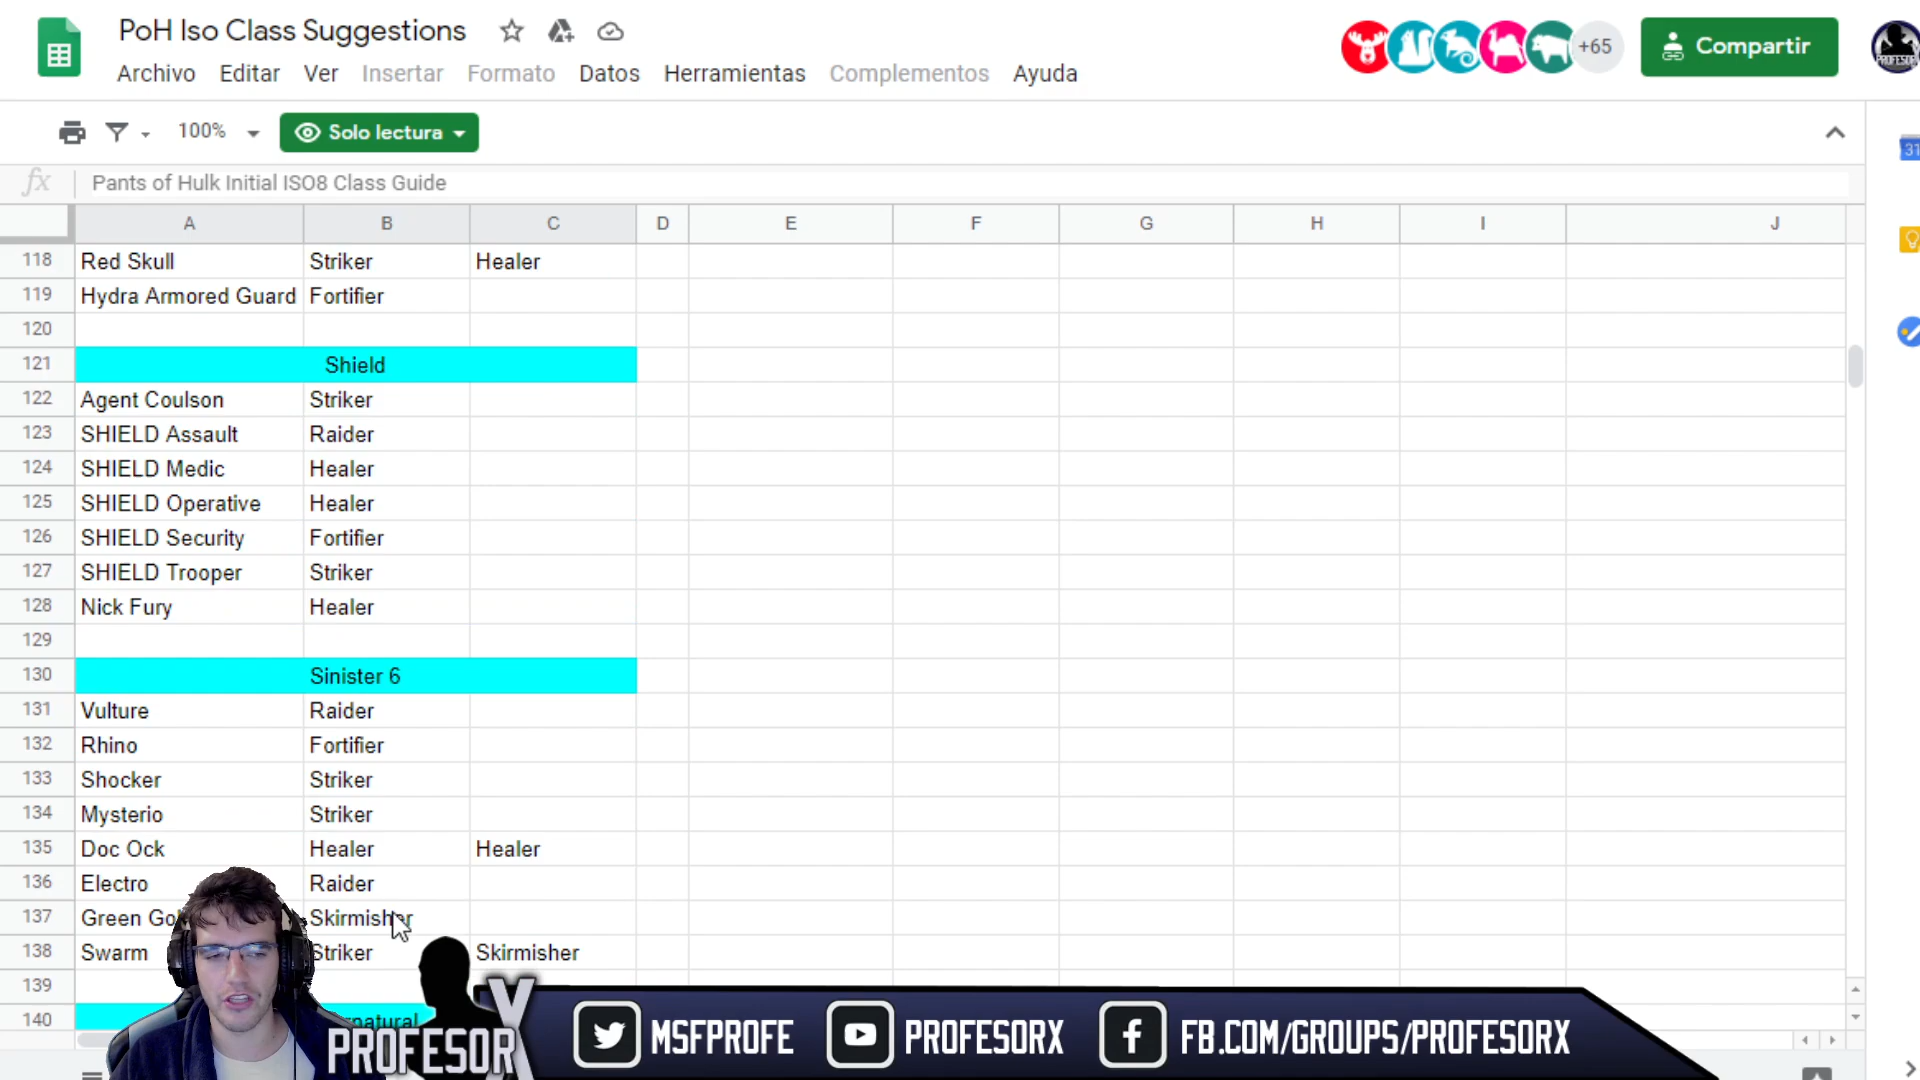 PoH Iso Class Suggestions
+65
Compartir
Archivo Editar Ver Insertar Formato Datos Herramientas Complementos Ayuda
100% Solo lectura
31
fx Pants of Hulk Initial ISO8 Class Guide
A B C D E F G H I J
118 Red Skull Striker Healer
119 Hydra Armored Guard Fortifier
120
121 Shield
122 Agent Coulson Striker
123 SHIELD Assault Raider
124 SHIELD Medic Healer
125 SHIELD Operative Healer
126 SHIELD Security Fortifier
127 SHIELD Trooper Striker
128 Nick Fury Healer
129
130 Sinister 6
131 Vulture Raider
132 Rhino Fortifier
133 Shocker Striker
134 Mysterio Striker
135 Doc Ock Healer Healer
136 Electro Raider
137 Green Go Skirmisher
138 Swarm Striker Skirmisher
139
140
PROFESOR X
MSFPROFE PROFESORX FB.COM/GROUPS/PROFESORX